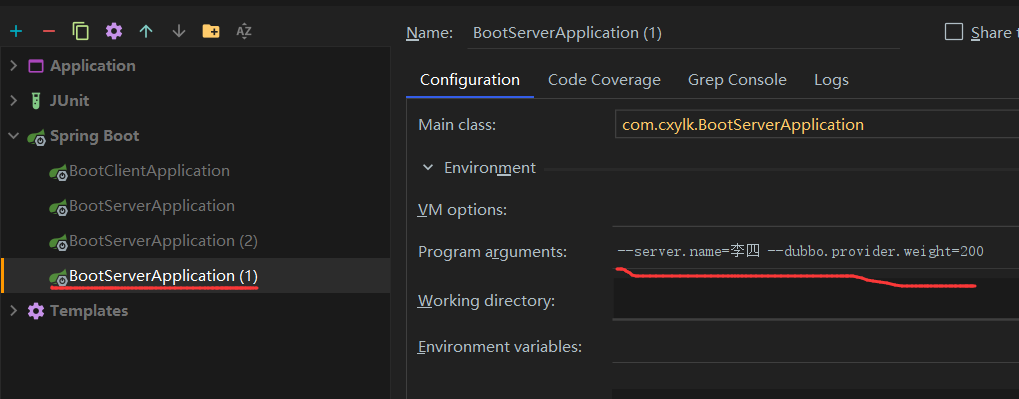 Name: BootServerApplication (1) Share
Application
JUnit
Spring Boot
BootClientApplication
BootServerApplication
BootServerApplication (2)
BootServerApplication (1)
Templates
Configuration Code Coverage Grep Console Logs
Main class: com.cxylk.BootServerApplication
Environment
VM options:
Program arguments: --server.name=李四 --dubbo.provider.weight=200
Working directory:
Environment variables: